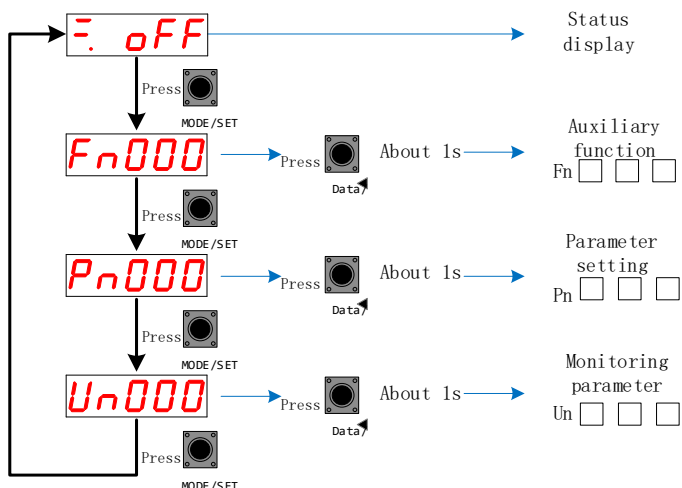 =. oFF
Status
display
Press
MODE/SET
Fn000
Press
Data/◀
About 1s
Auxiliary
function
Fn □ □ □
Press
MODE/SET
Pn000
Press
Data/◀
About 1s
Parameter
setting
Pn □ □ □
Press
MODE/SET
Un000
Press
Data/◀
About 1s
Monitoring
parameter
Un □ □ □
Press
MODE/SET